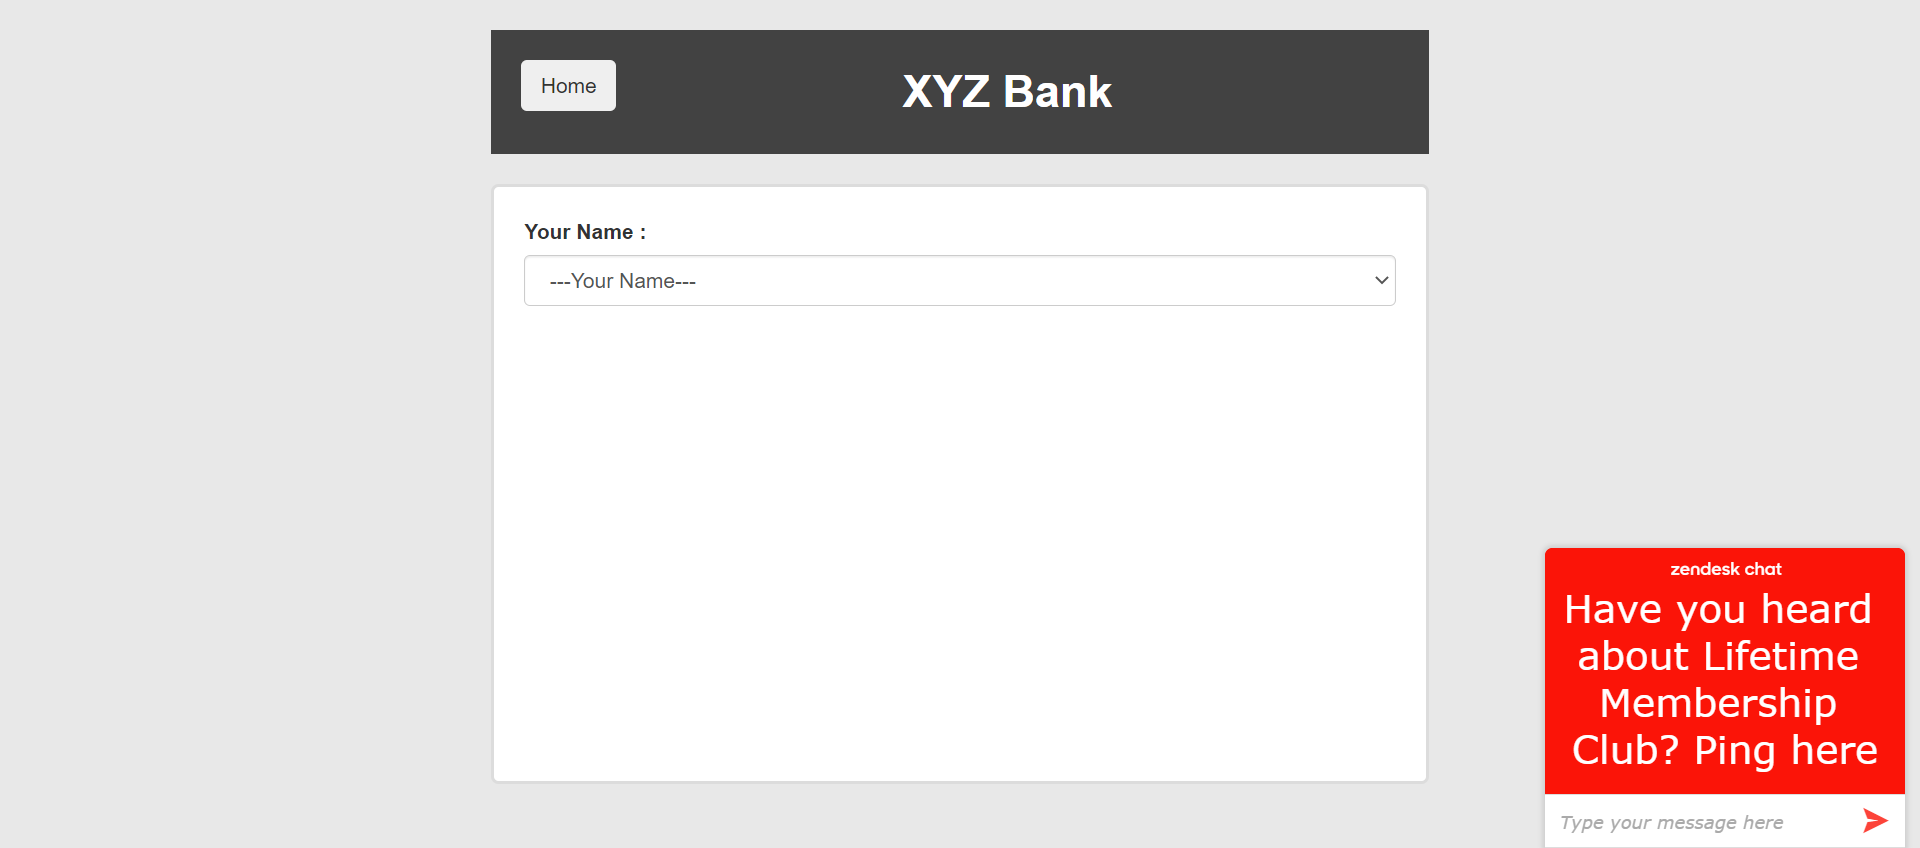 Home
XYZ Bank
Your Name :
---Your Name---
zendesk chat
Have you heard
about Lifetime
Membership
Club? Ping here
Type your message here